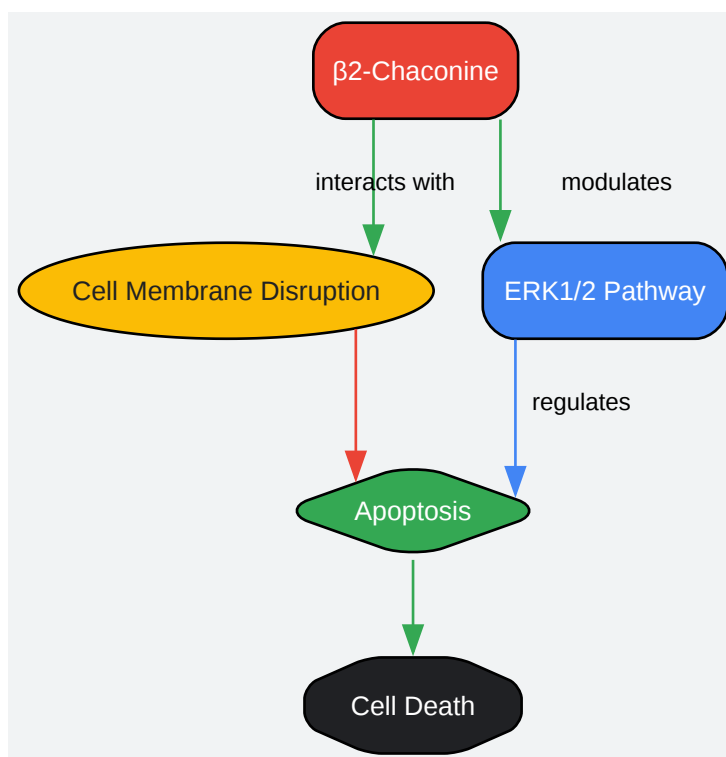 β2-Chaconine
interacts with
modulates
Cell Membrane Disruption
ERK1/2 Pathway
regulates
Apoptosis
Cell Death